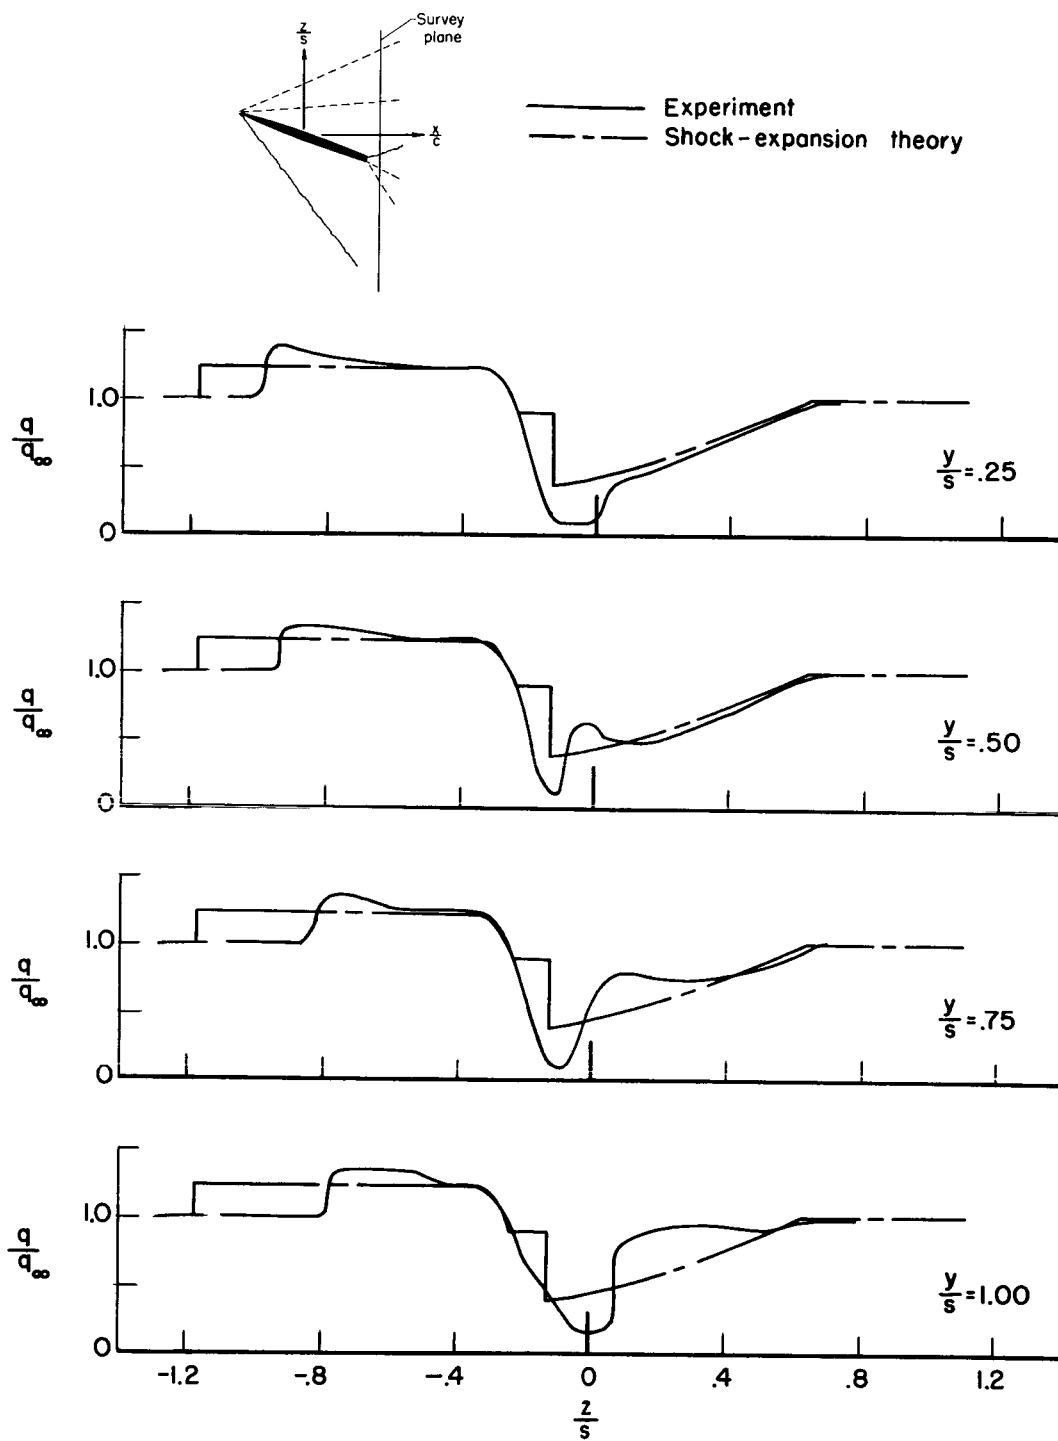 z/s
Survey
plane
x/c
Experiment
Shock-expansion theory
1.0
q/q∞
0
y/s = .25
1.0
q/q∞
0
y/s = .50
1.0
q/q∞
0
y/s = .75
1.0
q/q∞
0
y/s = 1.00
-1.2 -.8 -.4 0 .4 .8 1.2
z/s